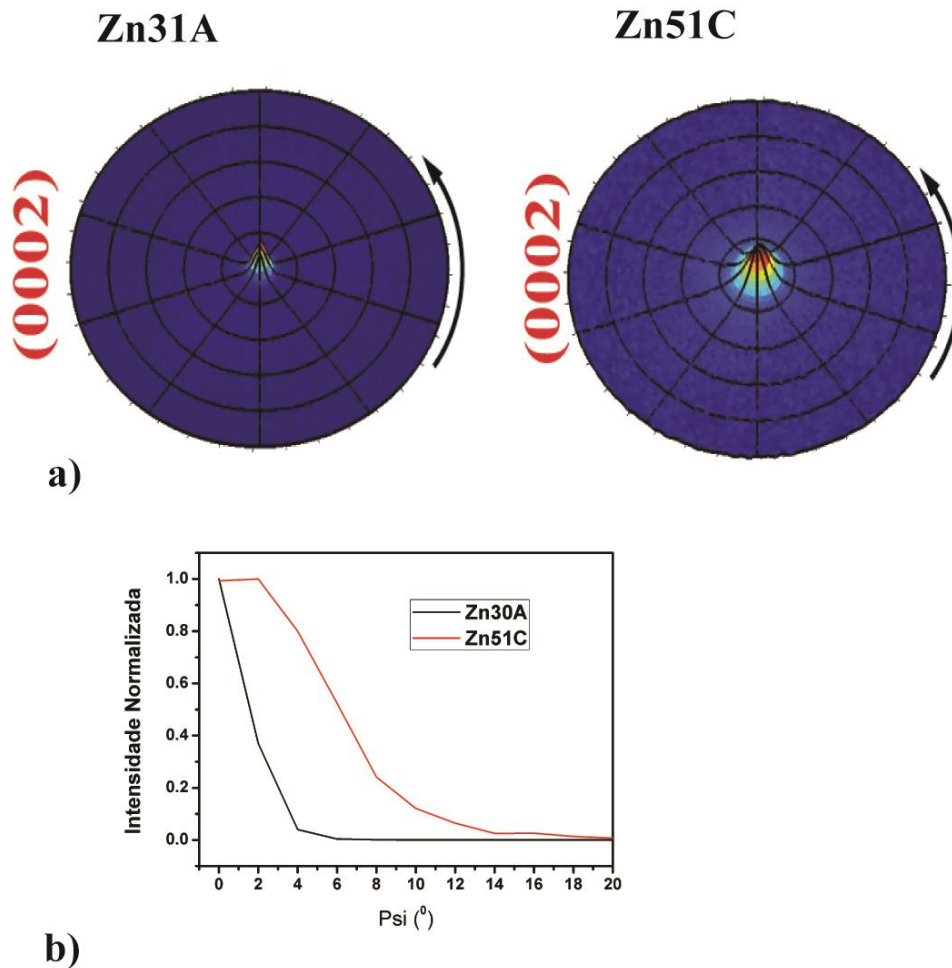 Zn31A
Zn51C
(0002)
(0002)
a)
Intensidade Normalizada
1.0
0.8
0.6
0.4
0.2
0.0
Zn30A
Zn51C
0 2 4 6 8 10 12 14 16 18 20
Psi (⁰)
b)